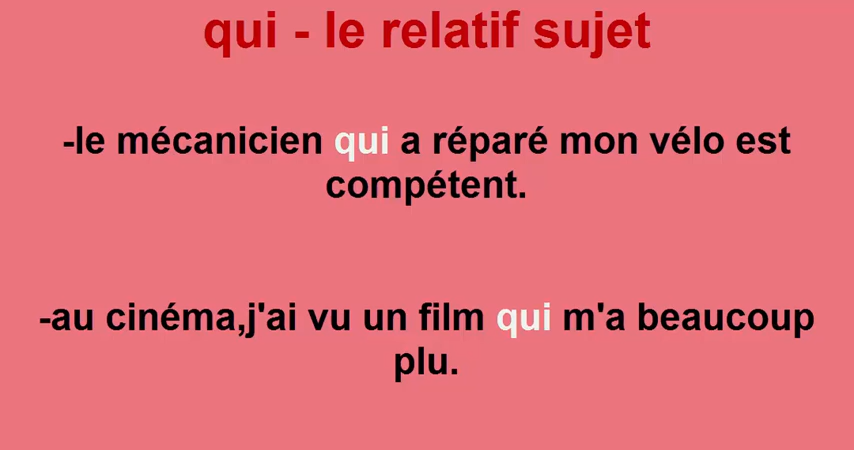 qui - le relatif sujet
-le mécanicien qui a réparé mon vélo est
compétent.
-au cinéma,j'ai vu un film qui m'a beaucoup
plu.